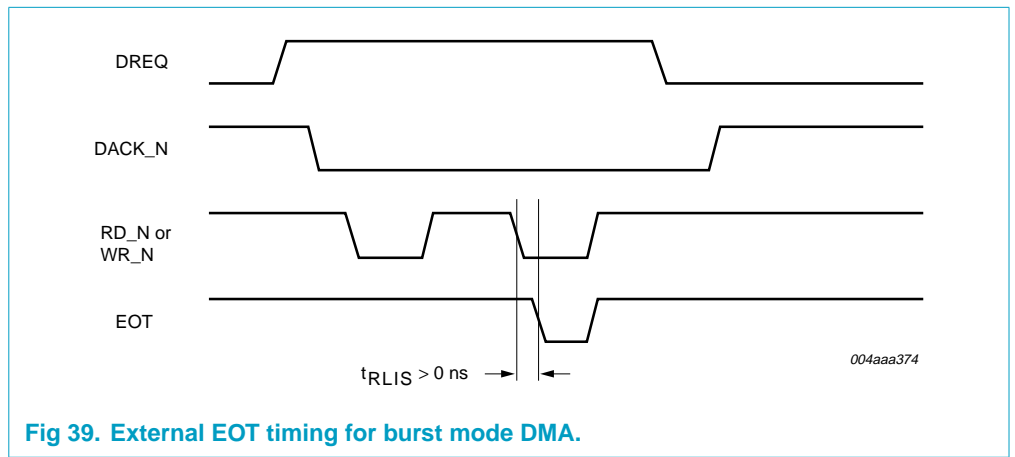 DREQ
DACK_N
RD_N or
WR_N
EOT
004aaa374
tRLIS > 0 ns
Fig 39. External EOT timing for burst mode DMA.